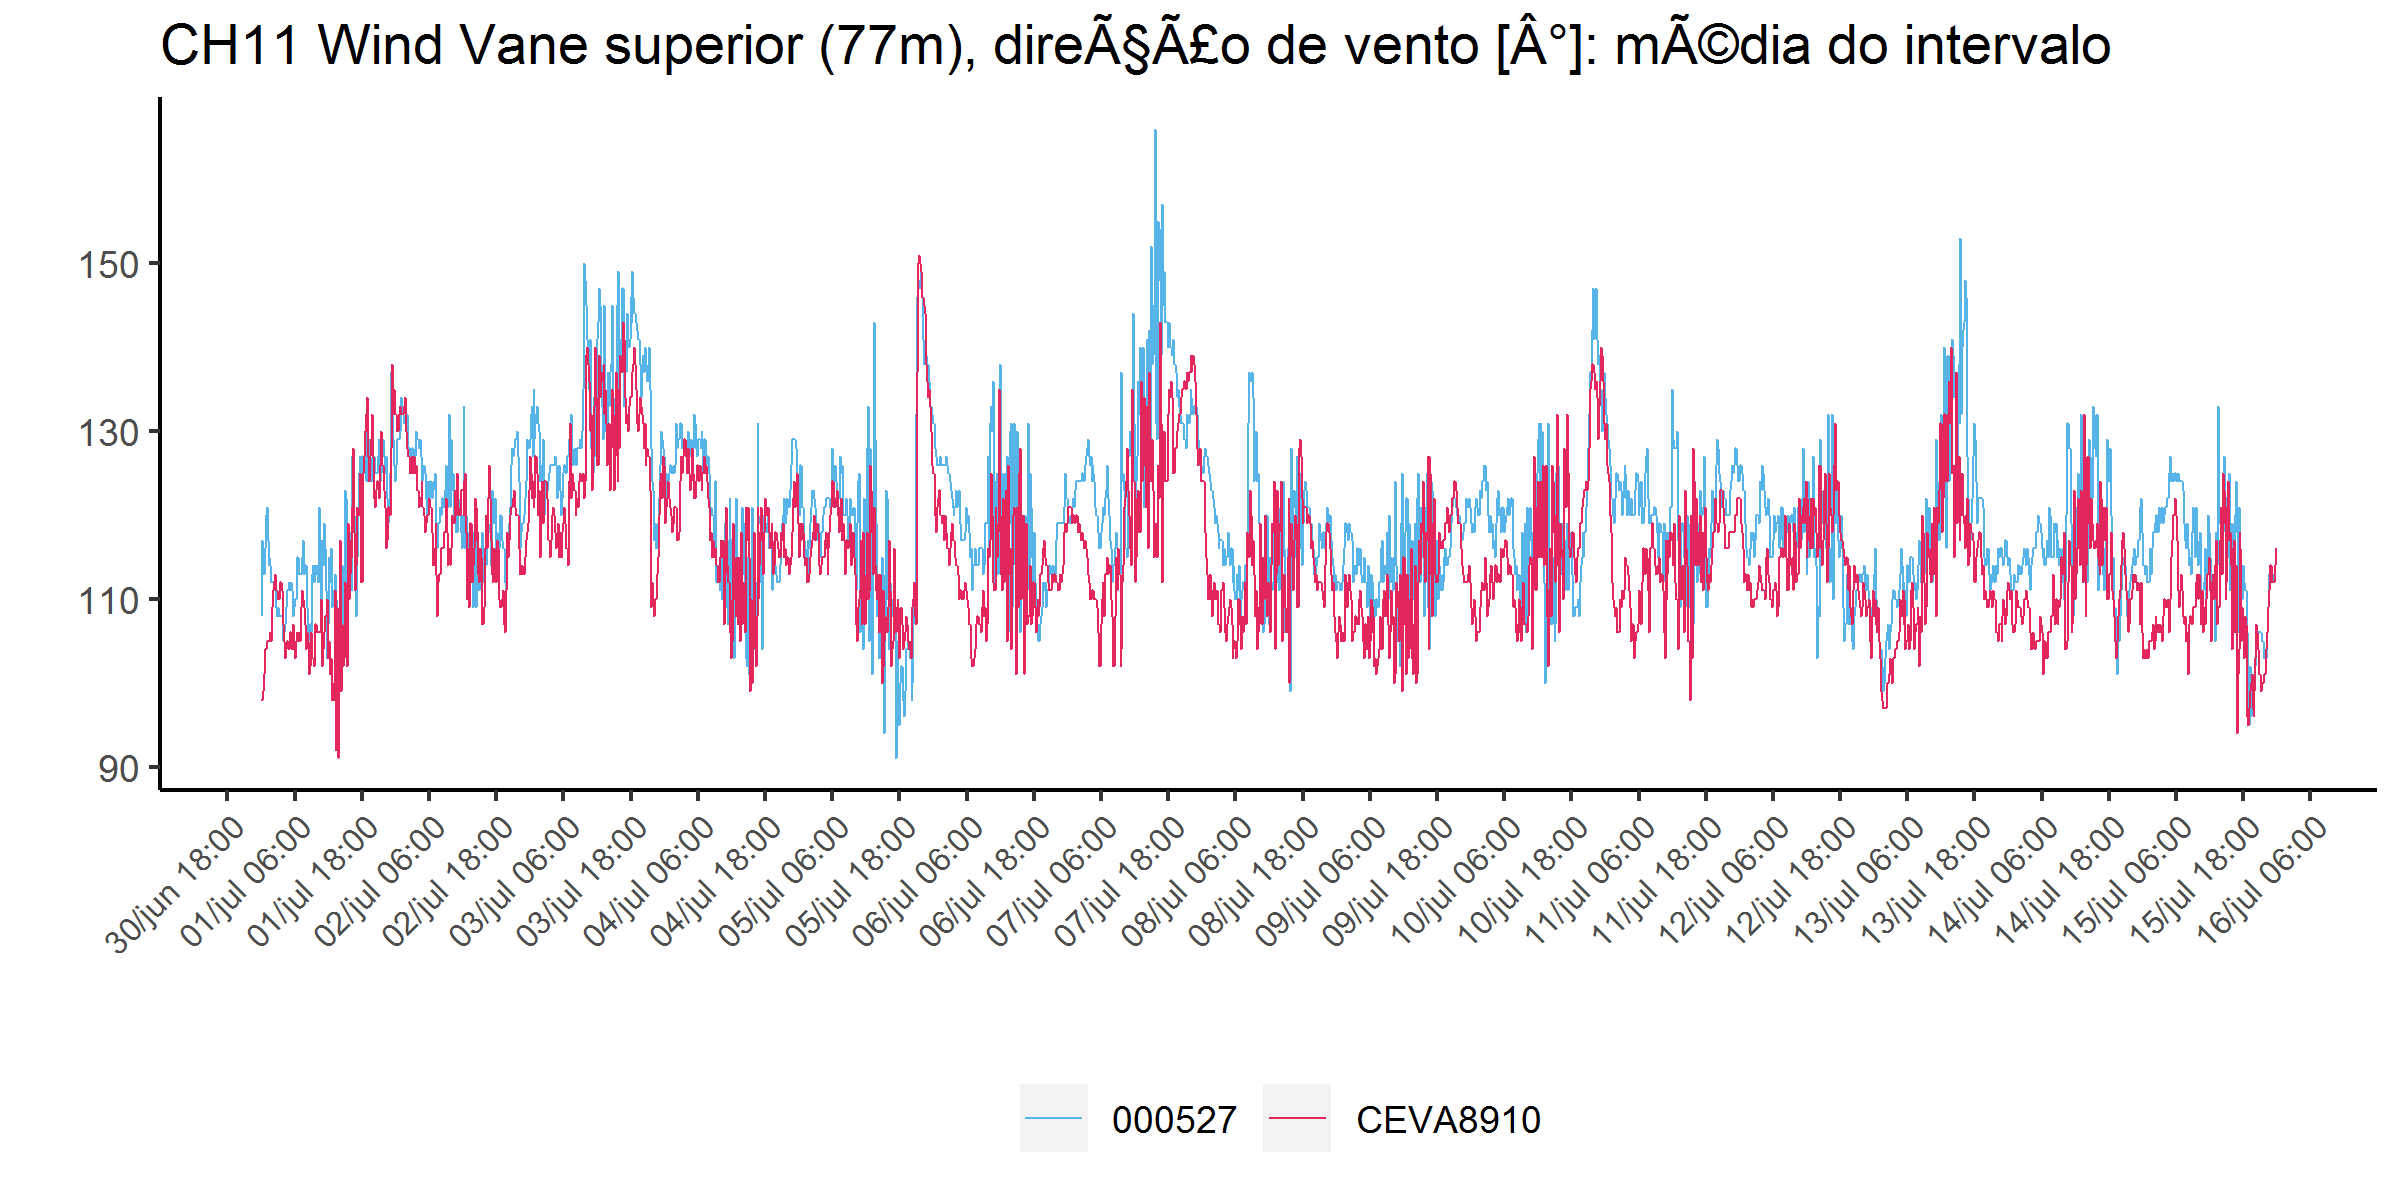 CH11 Wind Vane superior (77m), direÃ§Ã£o de vento [Â°]: mÃ©dia do intervalo
150
130
110
90
30/jun 18:00
01/jul 06:00
01/jul 18:00
02/jul 06:00
02/jul 18:00
03/jul 06:00
03/jul 18:00
04/jul 06:00
04/jul 18:00
05/jul 06:00
05/jul 18:00
06/jul 06:00
06/jul 18:00
07/jul 06:00
07/jul 18:00
08/jul 06:00
08/jul 18:00
09/jul 06:00
09/jul 18:00
10/jul 06:00
10/jul 18:00
11/jul 06:00
11/jul 18:00
12/jul 06:00
12/jul 18:00
13/jul 06:00
13/jul 18:00
14/jul 06:00
14/jul 18:00
15/jul 06:00
15/jul 18:00
16/jul 06:00
000527
CEVA8910